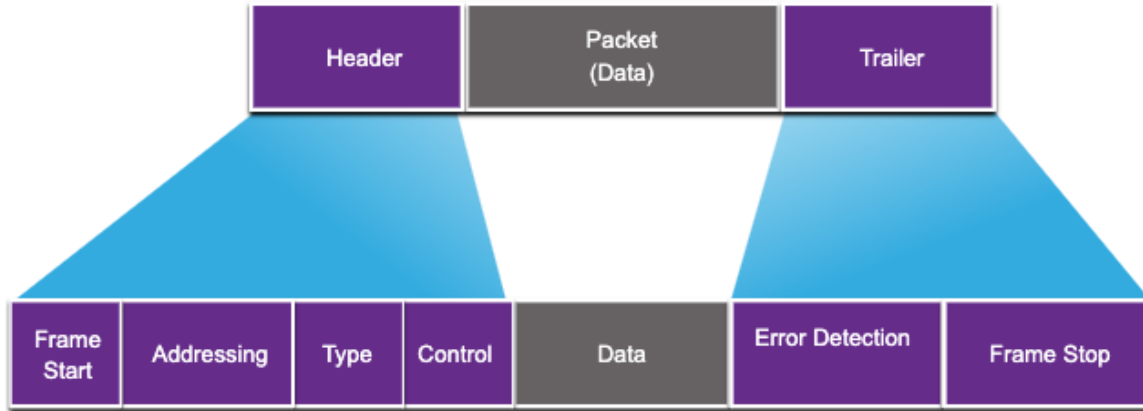 Header
Packet
(Data)
Trailer
Frame
Start
Addressing
Type
Control
Data
Error Detection
Frame Stop